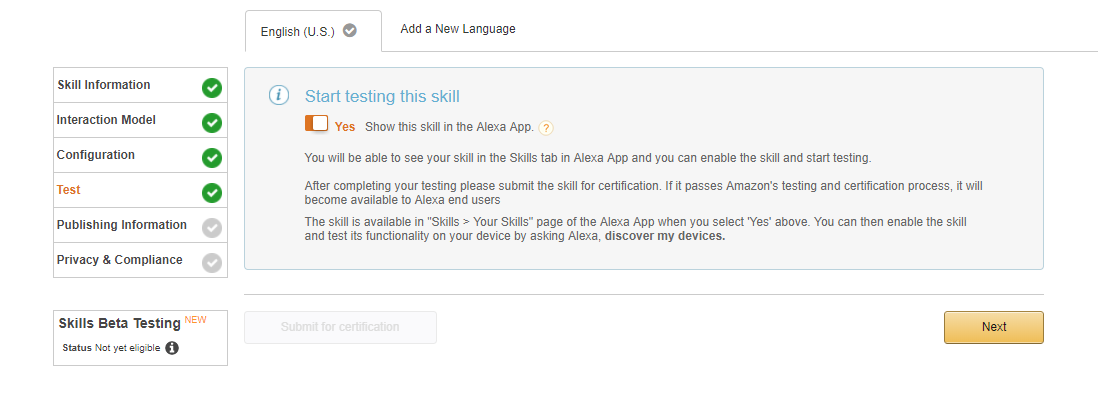 English (U.S.)
Add a New Language
Skill Information
Interaction Model
Configuration
Test
Publishing Information
Privacy & Compliance
Start testing this skill
Yes Show this skill in the Alexa App. ?
You will be able to see your skill in the Skills tab in Alexa App and you can enable the skill and start testing.
After completing your testing please submit the skill for certification. If it passes Amazon's testing and certification process, it will
become available to Alexa end users
The skill is available in "Skills > Your Skills" page of the Alexa App when you select 'Yes' above. You can then enable the skill
and test its functionality on your device by asking Alexa, discover my devices.
Skills Beta Testing NEW
Status Not yet eligible
Submit for certification
Next